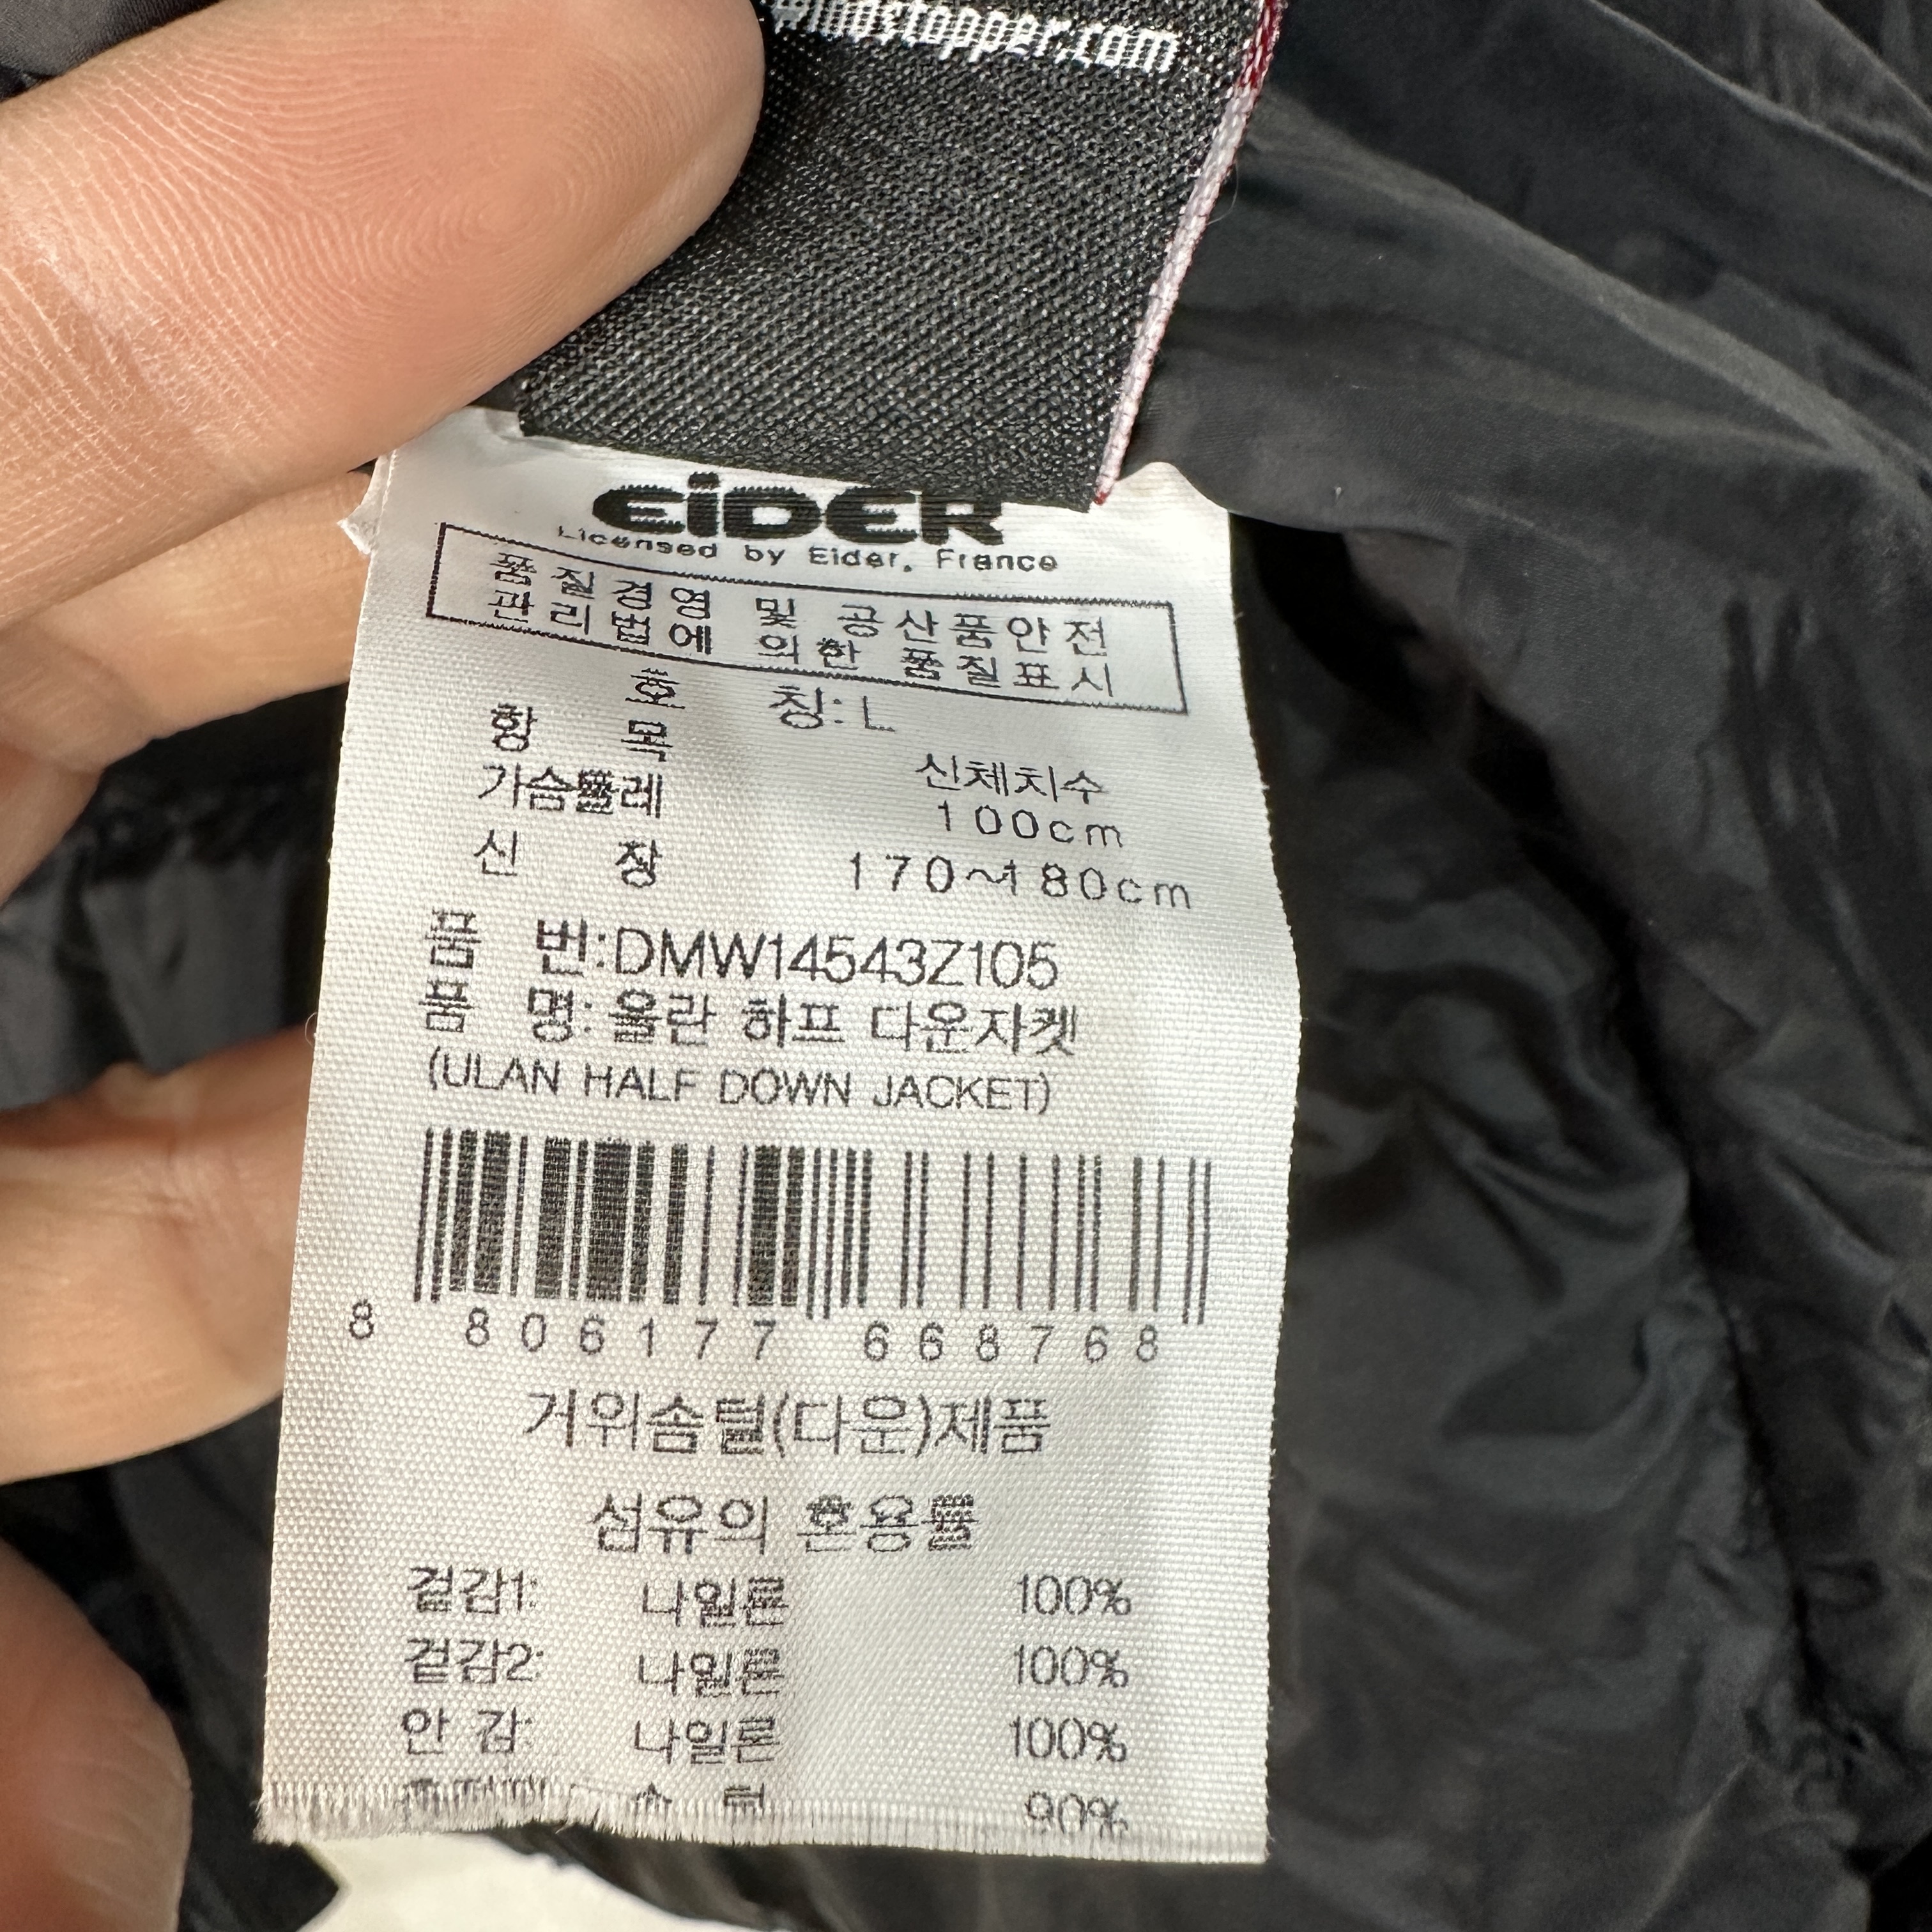 windstopper.com
EiDER
Licensed by Eider, France
품질경영 및 공산품안전
관리법에 의한 품질표시
호 칭: L
항 목 신체치수
가슴둘레 100cm
신 장 170~180cm
품 번:DMW14543Z105
품 명: 울란 하프 다운자켓
(ULAN HALF DOWN JACKET)
8 806177 668768
거위솜털(다운)제품
섬유의 혼용률
겉감1: 나일론 100%
겉감2: 나일론 100%
안 감: 나일론 100%
솜 털 90%